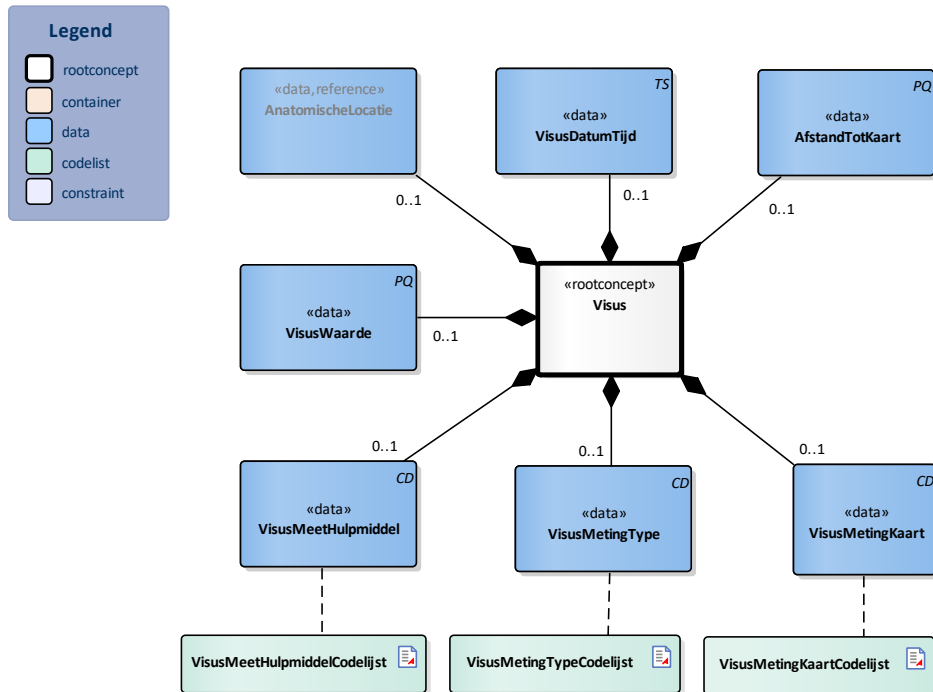 Legend
rootconcept
container
data
codelist
constraint
«data,reference»
AnatomischeLocatie
TS
«data»
VisusDatumTijd
PQ
«data»
AfstandTotKaart
0..1
0..1
0..1
PQ
«data»
VisusWaarde
0..1
«rootconcept»
Visus
0..1
0..1
0..1
CD
«data»
VisusMeetHulpmiddel
CD
«data»
VisusMetingType
CD
«data»
VisusMetingKaart
VisusMeetHulpmiddelCodelijst
VisusMetingTypeCodelijst
VisusMetingKaartCodelijst